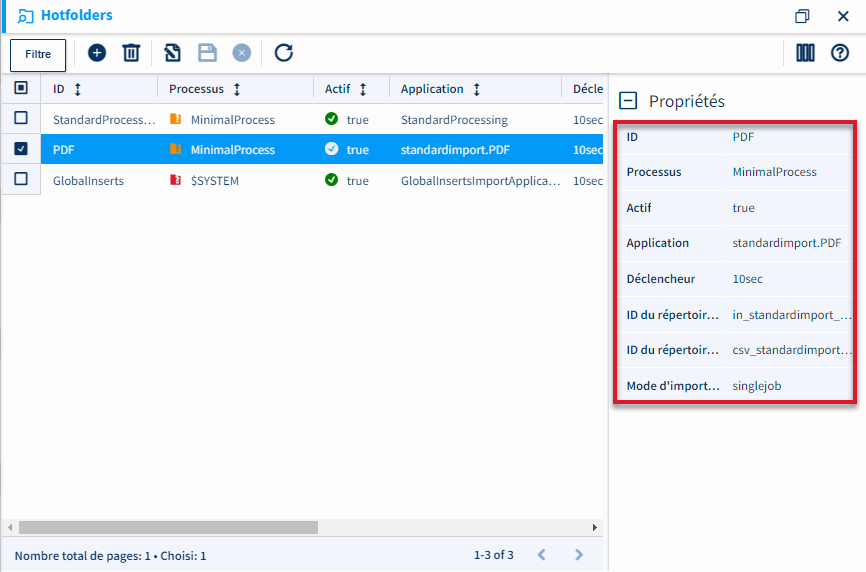 Hotfolders
Filtre
ID Processus Actif Application Décle
StandardProcess... MinimalProcess true StandardProcessing 10sec
PDF MinimalProcess true standardimport.PDF 10sec
GlobalInserts $SYSTEM true GlobalInsertsImportApplica... 10sec
Nombre total de pages: 1 • Choisi: 1
1-3 of 3
Propriétés
ID PDF
Processus MinimalProcess
Actif true
Application standardimport.PDF
Déclencheur 10sec
ID du répertoir... in_standardimport_...
ID du répertoir... csv_standardimport...
Mode d'import... singlejob